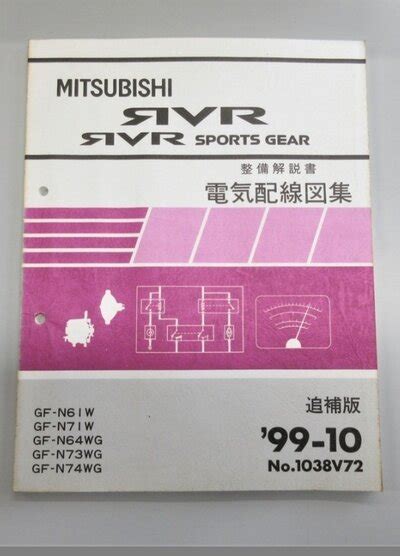 MITSUBISHI
RVR
RVR SPORTS GEAR
整備解説書
電気配線図集
追補版
'99-10
No.1038V72
GF-N61W
GF-N71W
GF-N64WG
GF-N73WG
GF-N74WG